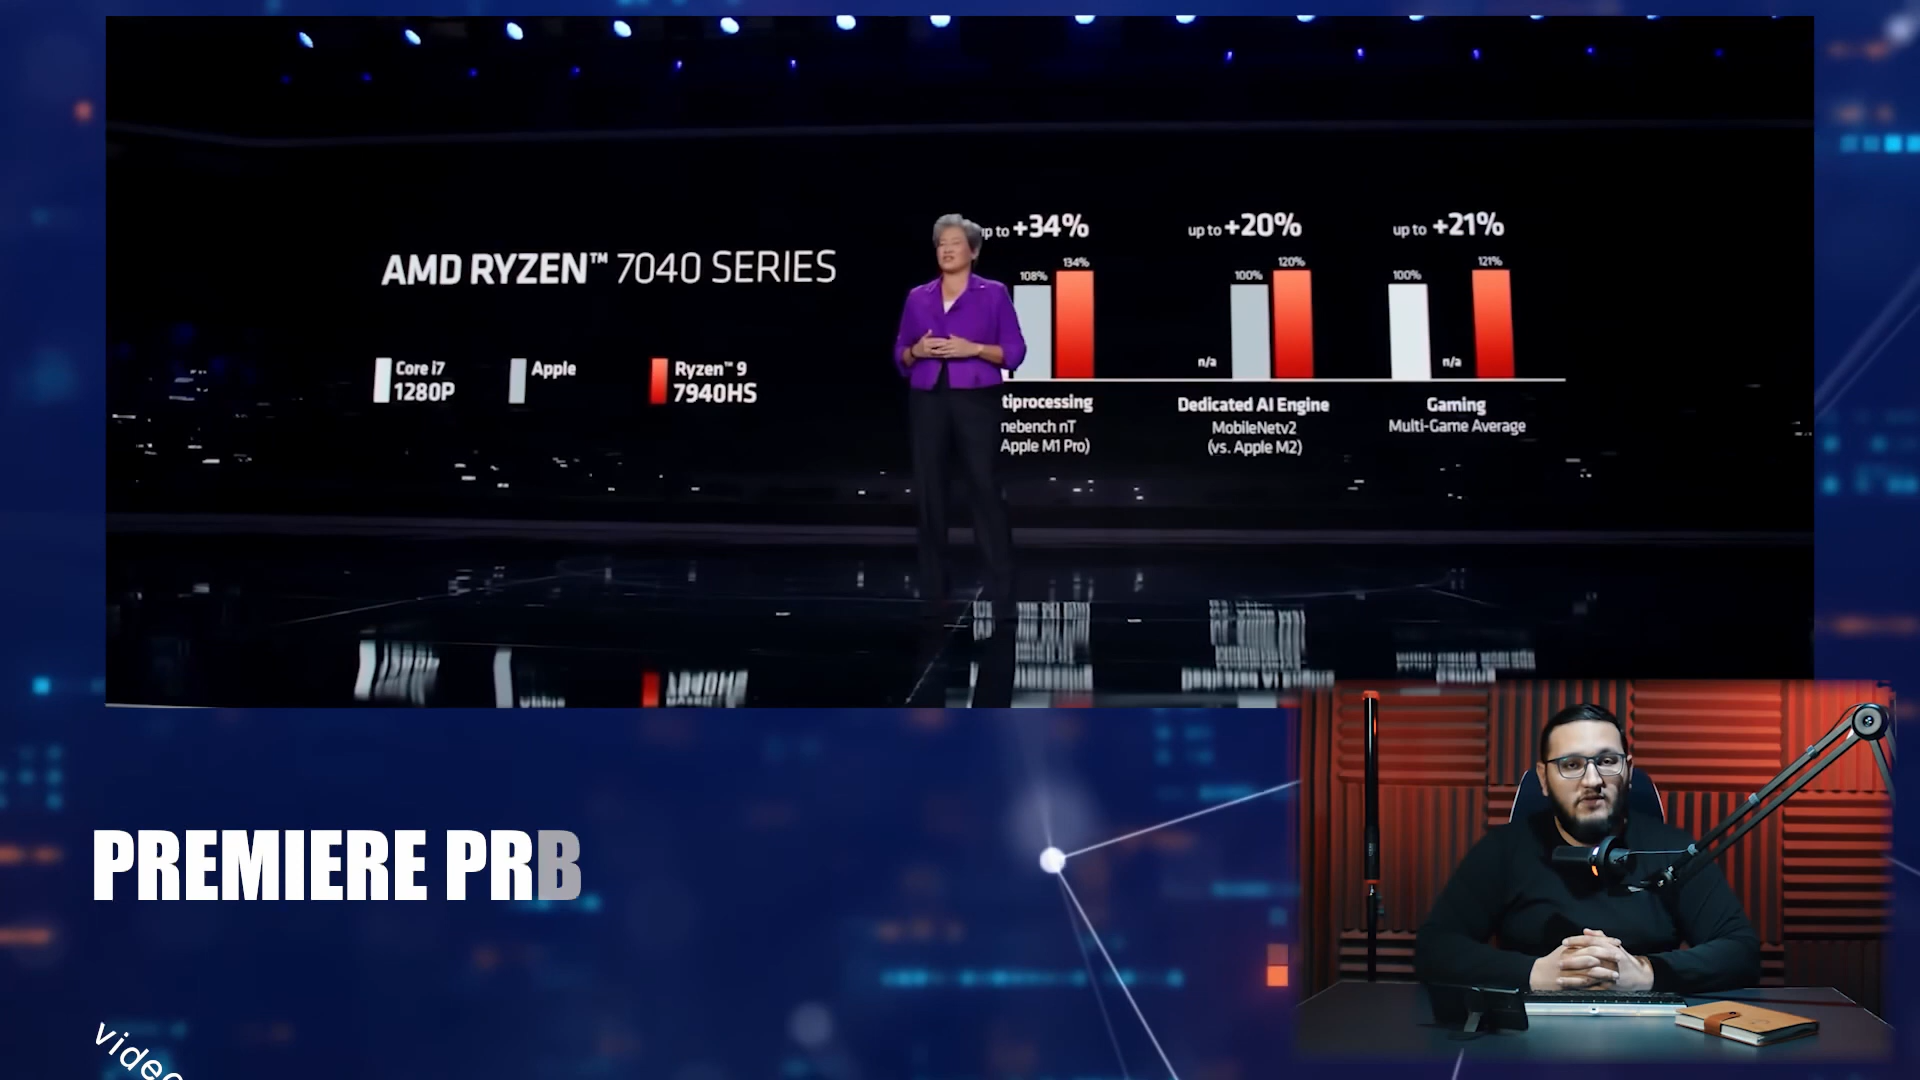 AMD RYZEN™ 7040 SERIES
Core i7
1280P
Apple
Ryzen™ 9
7940HS
up to +34%
108%
134%
tiprocessing
nebench nT
Apple M1 Pro)
up to +20%
n/a
100%
120%
Dedicated AI Engine
MobileNetv2
(vs. Apple M2)
up to +21%
100%
n/a
121%
Gaming
Multi-Game Average
PREMIERE PRB
video